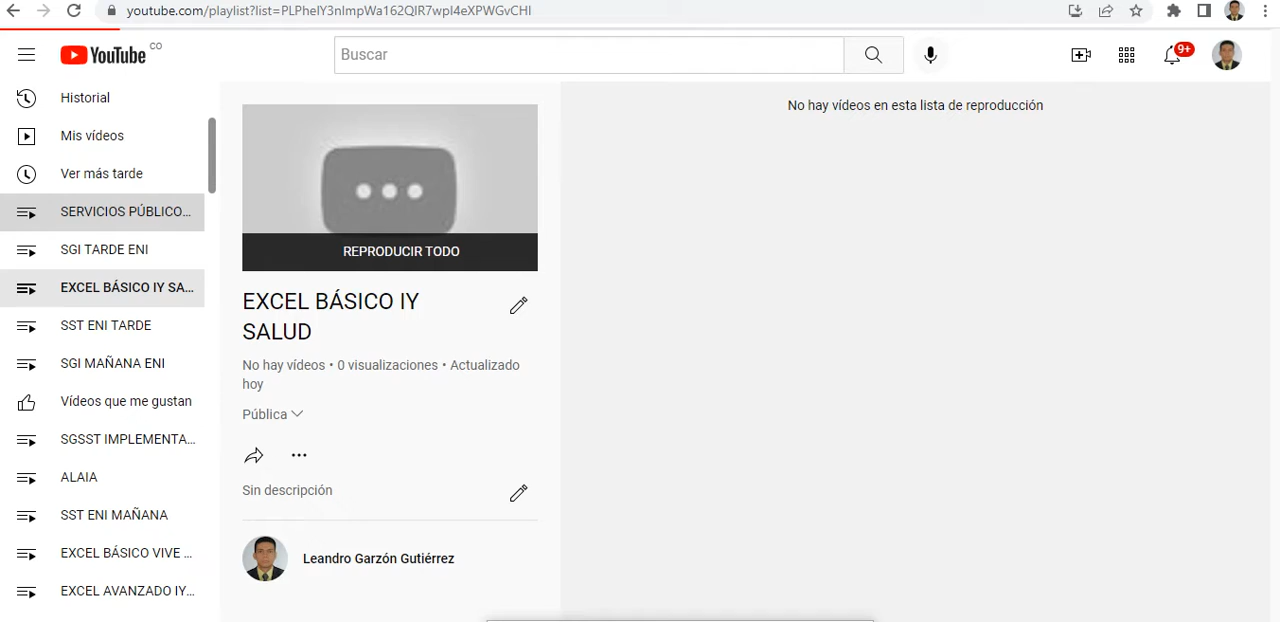 youtube.com/playlist?list=PLPhelY3nlmpWa162QlR7wpl4eXPWGvCHI
YouTube CO
Buscar
9+
Historial
Mis vídeos
Ver más tarde
SERVICIOS PÚBLICO...
SGI TARDE ENI
EXCEL BÁSICO IY SA...
SST ENI TARDE
SGI MAÑANA ENI
Vídeos que me gustan
SGSST IMPLEMENTA...
ALAIA
SST ENI MAÑANA
EXCEL BÁSICO VIVE ...
EXCEL AVANZADO IY...
REPRODUCIR TODO
EXCEL BÁSICO IY
SALUD
No hay vídeos • 0 visualizaciones • Actualizado
hoy
Pública
Sin descripción
Leandro Garzón Gutiérrez
No hay vídeos en esta lista de reproducción